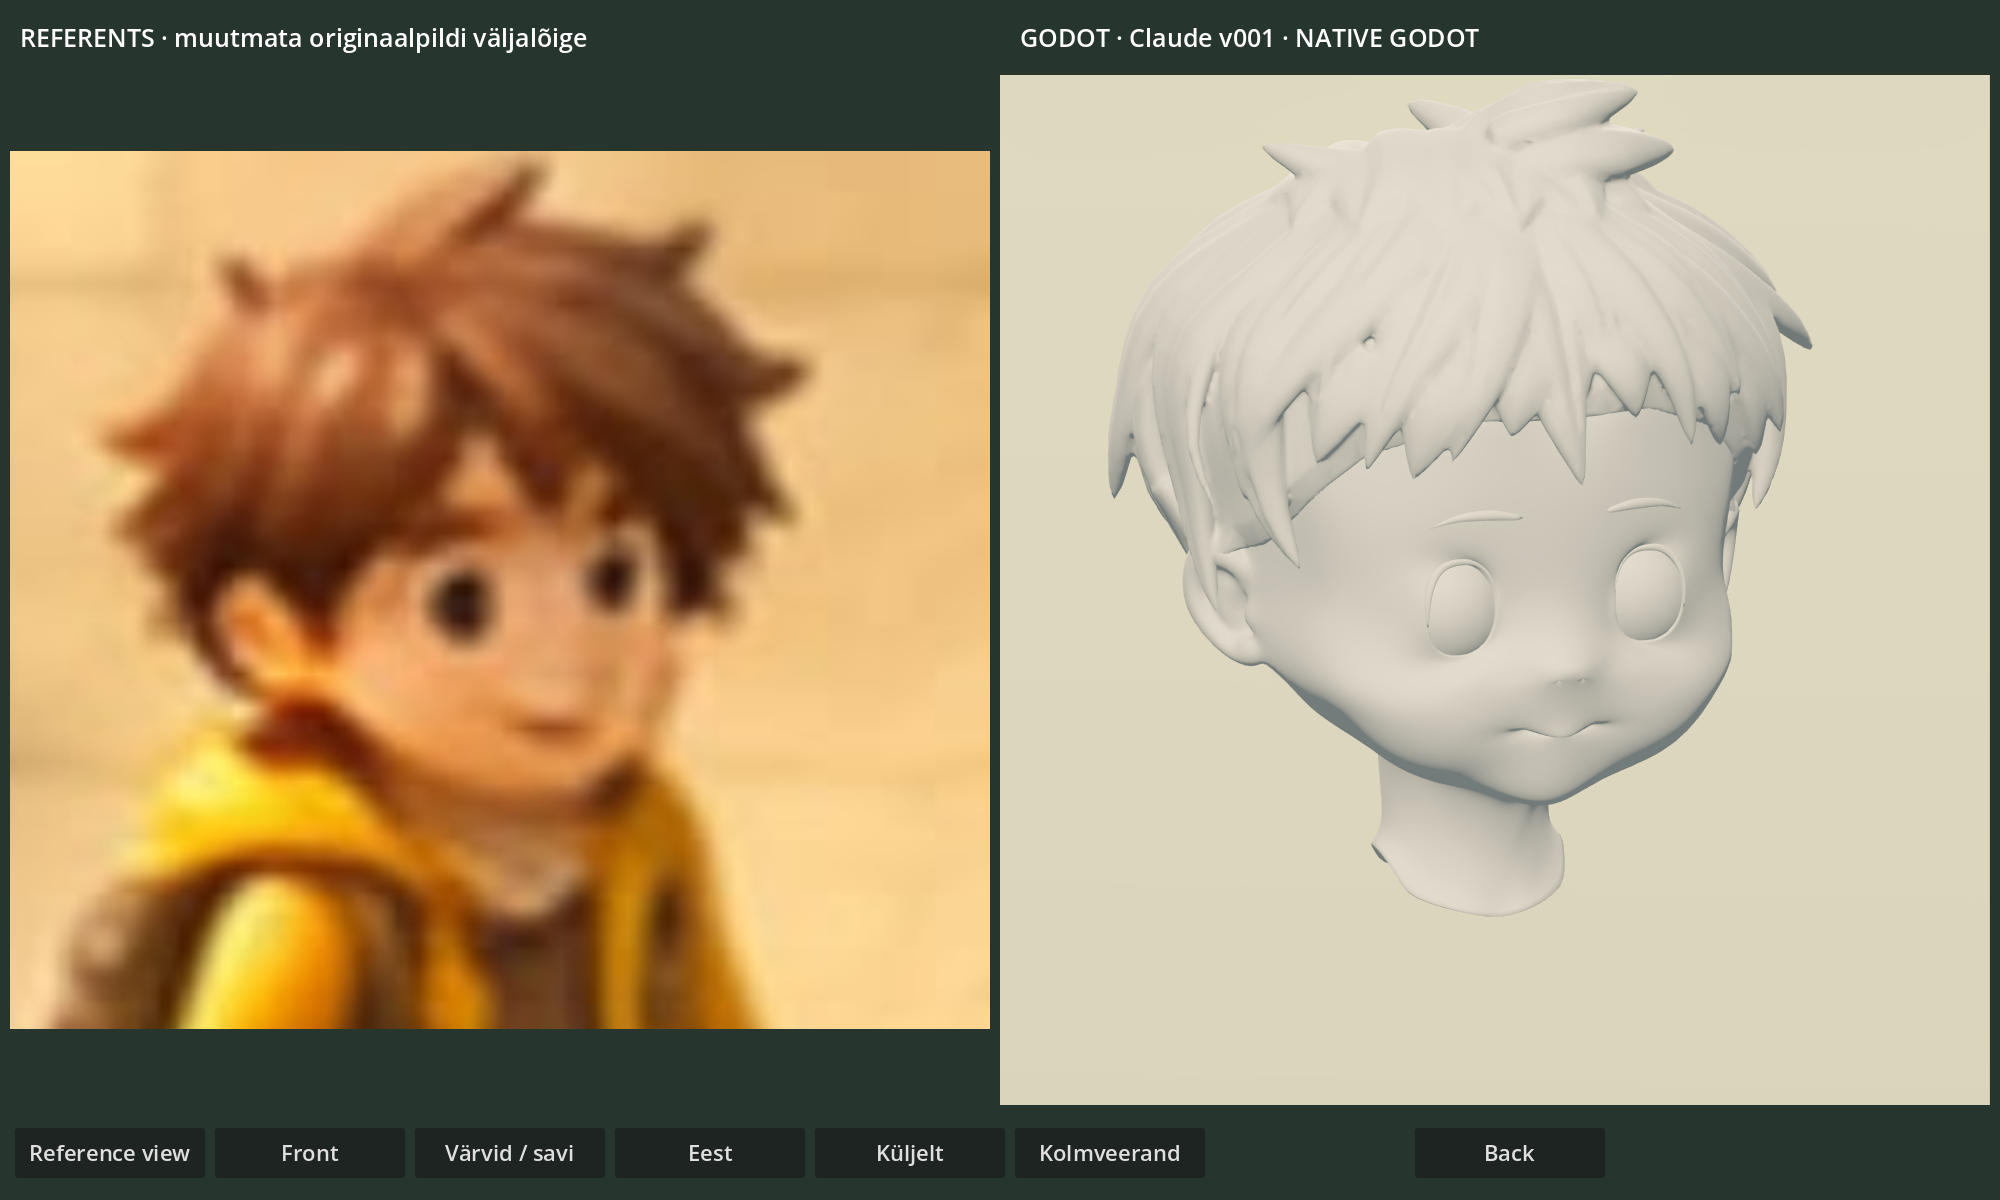 REFERENTS · muutmata originaalpildi väljalõige
GODOT · Claude v001 · NATIVE GODOT
Reference view
Front
Värvid / savi
Eest
Küljelt
Kolmveerand
Back